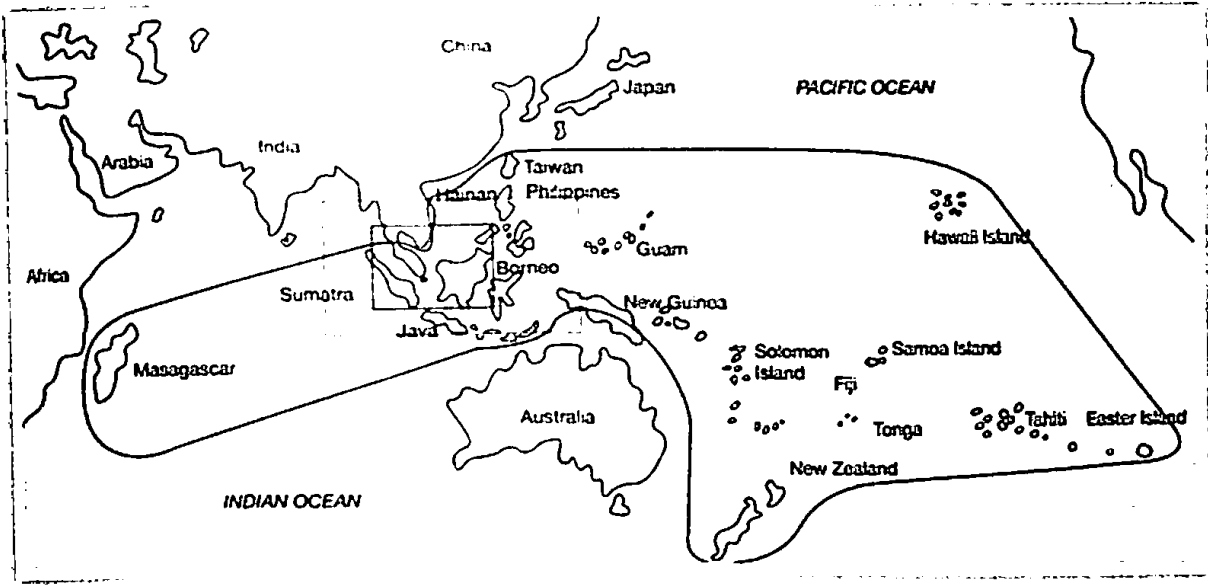 China
Japan
PACIFIC OCEAN
India
Arabia
Taiwan
Hainan
Philippines
Hawaii Island
Africa
Guam
Borneo
Sumatra
New Guinea
Java
Solomon
Island
Samoa Island
Masagascar
Fiji
Australia
Tonga
Tahiti
Easter Island
New Zealand
INDIAN OCEAN